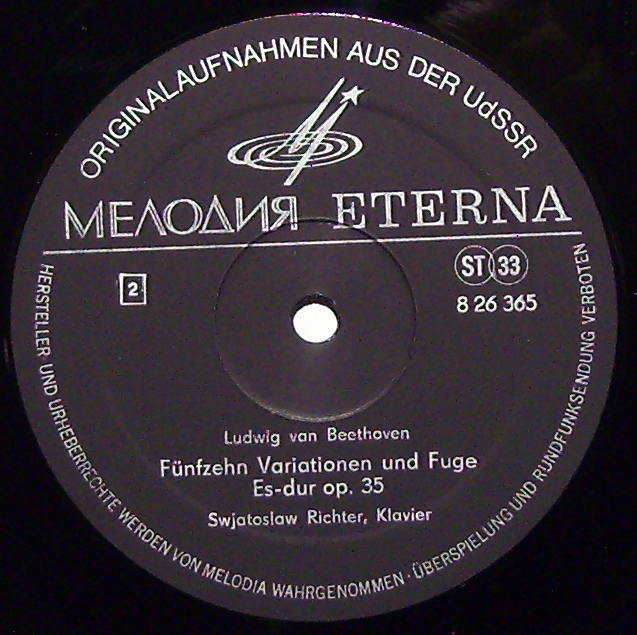 ORIGINALAUFNAHMEN AUS DER UdSSR
МЕЛОДИЯ ETERNA
2
ST 33
8 26 365
Ludwig van Beethoven
Fünfzehn Variationen und Fuge
Es-dur op. 35
Swjatoslaw Richter, Klavier
HERSTELLER UND URHEBERRECHTE WERDEN VON MELODIA WAHRGENOMMEN · ÜBERSPIELUNG UND RUNDFUNKSENDUNG VERBOTEN